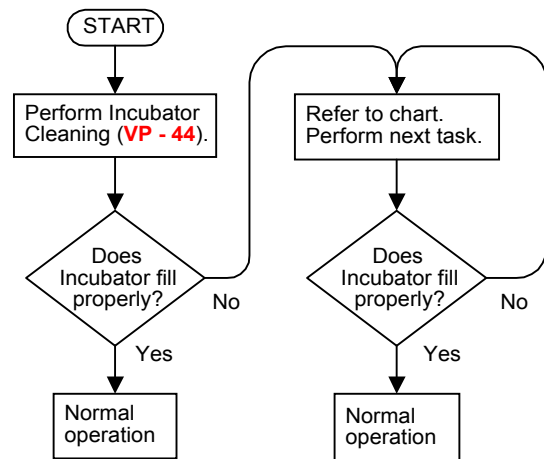 START
Perform Incubator
Cleaning (VP - 44).
Does
Incubator fill
properly?
No
Yes
Normal
operation
Refer to chart.
Perform next task.
Does
Incubator fill
properly?
No
Yes
Normal
operation